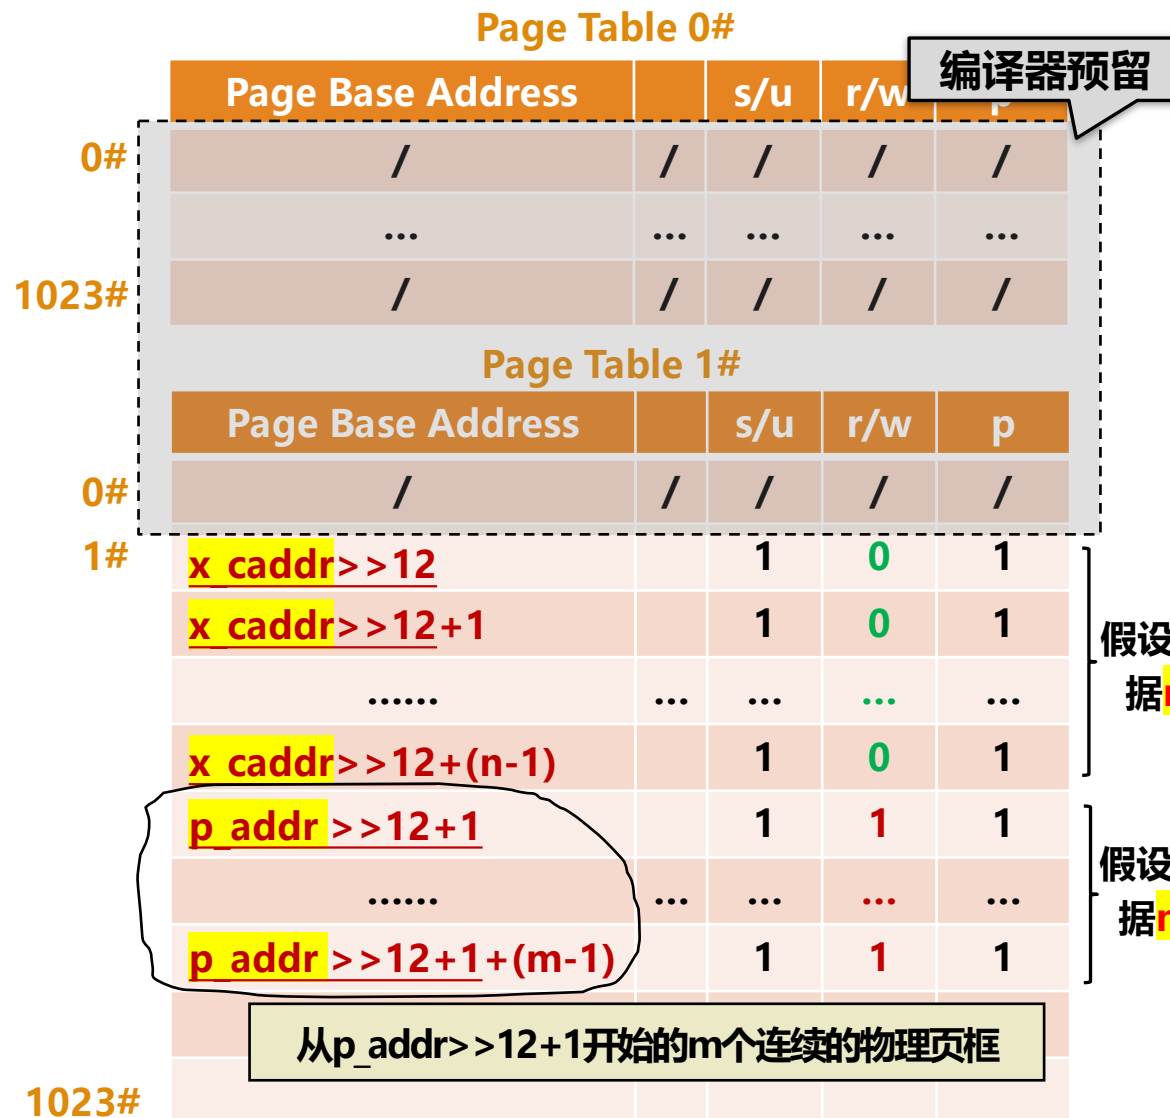 Page Table 0#
编译器预留
Page Base Address s/u r/w p
0# / / / / /
... ... ... ... ...
1023# / / / / /
Page Table 1#
Page Base Address s/u r/w p
0# / / / / /
1# x_caddr>>12 1 0 1
x_caddr>>12+1 1 0 1
...... ... ... ... ...
x_caddr>>12+(n-1) 1 0 1
假设
据
p_addr >>12+1 1 1 1
...... ... ... ... ...
p_addr >>12+1+(m-1) 1 1 1
假设
据
从p_addr>>12+1开始的m个连续的物理页框
1023#